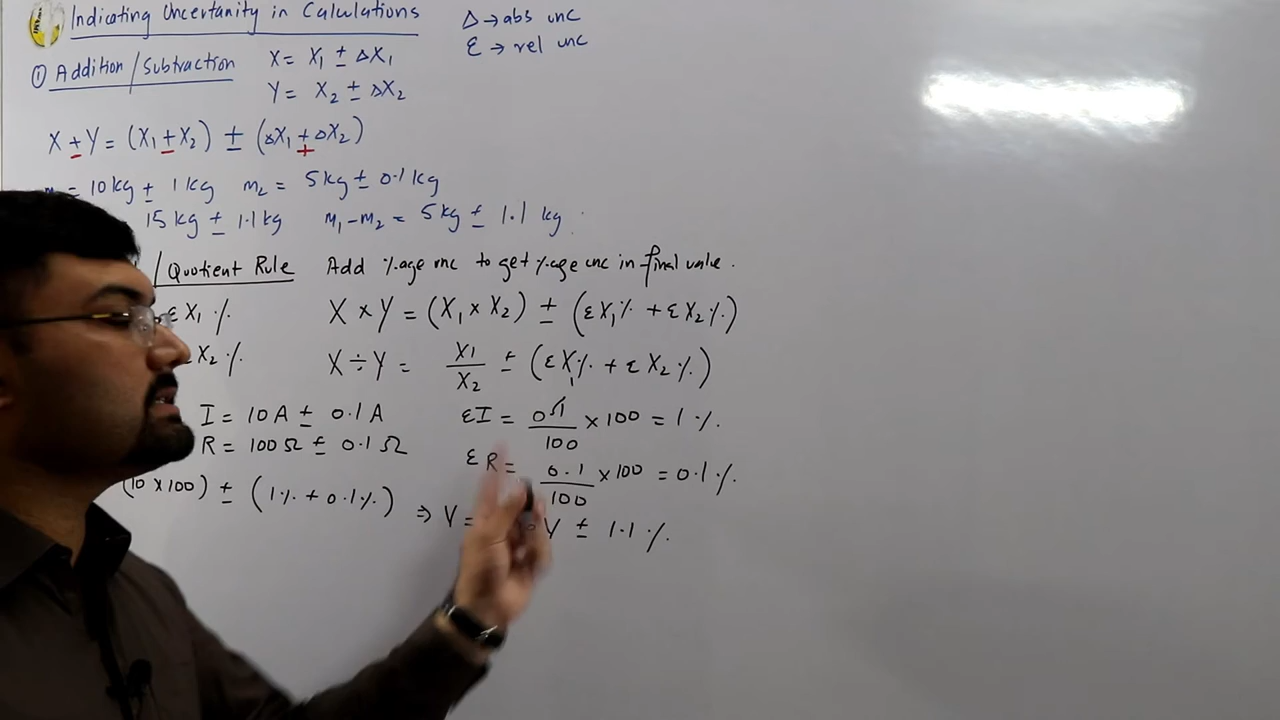 Indicating Uncertanity in Calculations
Δ → abs unc
ε → rel unc
① Addition / Subtraction
X = X₁ ± ΔX₁
Y = X₂ ± ΔX₂
X + Y = (X₁ + X₂) ± (ΔX₁ + ΔX₂)
= 10 kg ± 1 kg m₂ = 5 kg ± 0.1 kg
15 kg ± 1.1 kg m₁ - m₂ = 5 kg ± 1.1 kg
/ Quotient Rule Add %age unc to get %age unc in final value.
εX₁ % X × Y = (X₁ × X₂) ± (εX₁% + εX₂%)
X₂ % X ÷ Y = X₁/X₂ ± (εX₁% + εX₂%)
I = 10 A ± 0.1 A εI = 0.1/100 × 100 = 1 %.
R = 100 Ω ± 0.1 Ω εR = 0.1/100 × 100 = 0.1 %.
(10 × 100) ± (1% + 0.1%) ⇒ V = V ± 1.1 %.